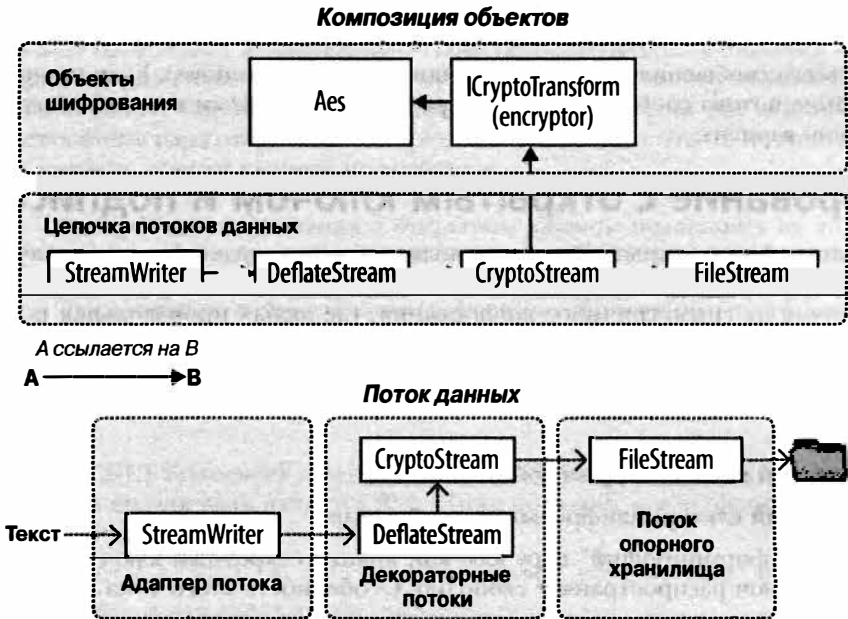 Композиция объектов
Объекты
шифрования
Aes
ICryptoTransform
(encryptor)
Цепочка потоков данных
StreamWriter
DeflateStream
CryptoStream
FileStream
А ссылается на В
А
В
Поток данных
CryptoStream
FileStream
Текст
StreamWriter
DeflateStream
Поток
опорного
хранилища
Адаптер потока
Декораторные
потоки